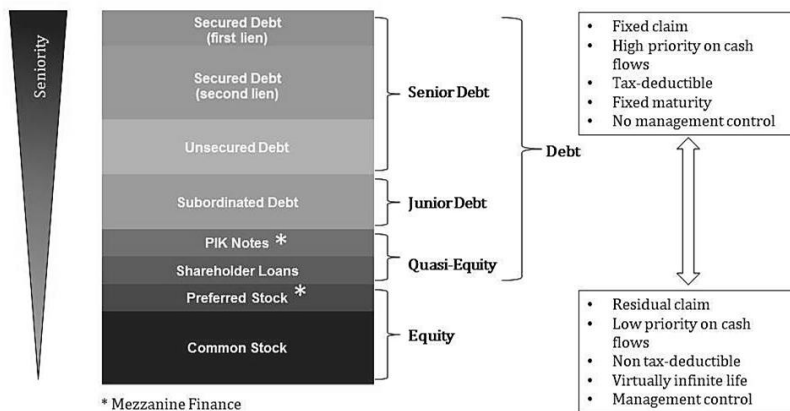 Seniority
Secured Debt
(first lien)
Secured Debt
(second lien)
Unsecured Debt
Subordinated Debt
PIK Notes *
Shareholder Loans
Preferred Stock *
Common Stock
* Mezzanine Finance
Senior Debt
Junior Debt
Quasi-Equity
Equity
Debt
• Fixed claim
• High priority on cash
flows
• Tax-deductible
• Fixed maturity
• No management control
• Residual claim
• Low priority on cash
flows
• Non tax-deductible
• Virtually infinite life
• Management control